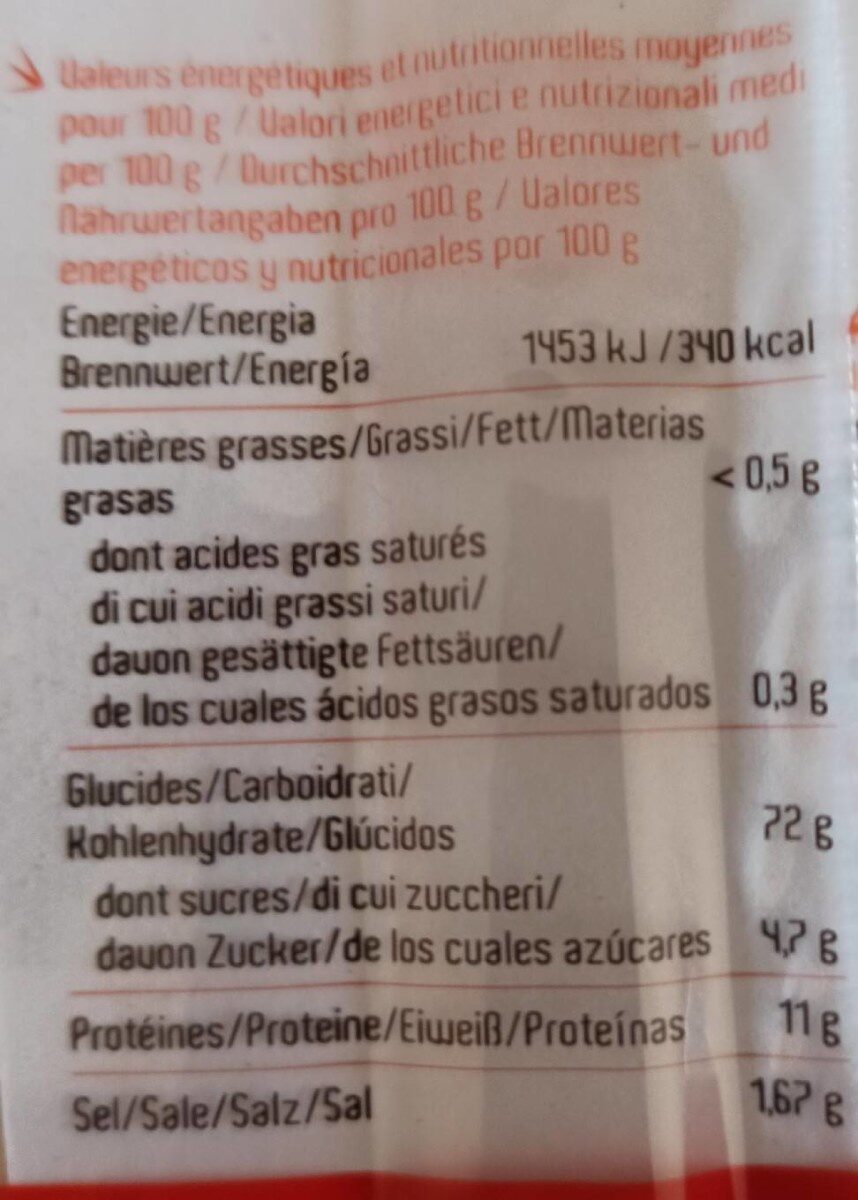 Valeurs énergétiques et nutritionnelles moyennes
pour 100 g / Valori energetici e nutrizionali medi
per 100 g / Durchschnittliche Brennwert- und
Nährwertangaben pro 100 g / Valores
energéticos y nutricionales por 100 g
Energie/Energia
Brennwert/Energía 1453 kJ /340 kcal
Matières grasses/Grassi/Fett/Materias
grasas < 0,5 g
dont acides gras saturés
di cui acidi grassi saturi/
davon gesättigte Fettsäuren/
de los cuales ácidos grasos saturados 0,3 g
Glucides/Carboidrati/
Kohlenhydrate/Glúcidos 72 g
dont sucres/di cui zuccheri/
davon Zucker/de los cuales azúcares 4,7 g
Protéines/Proteine/Eiweiß/Proteínas 11 g
Sel/Sale/Salz/Sal 1,67 g